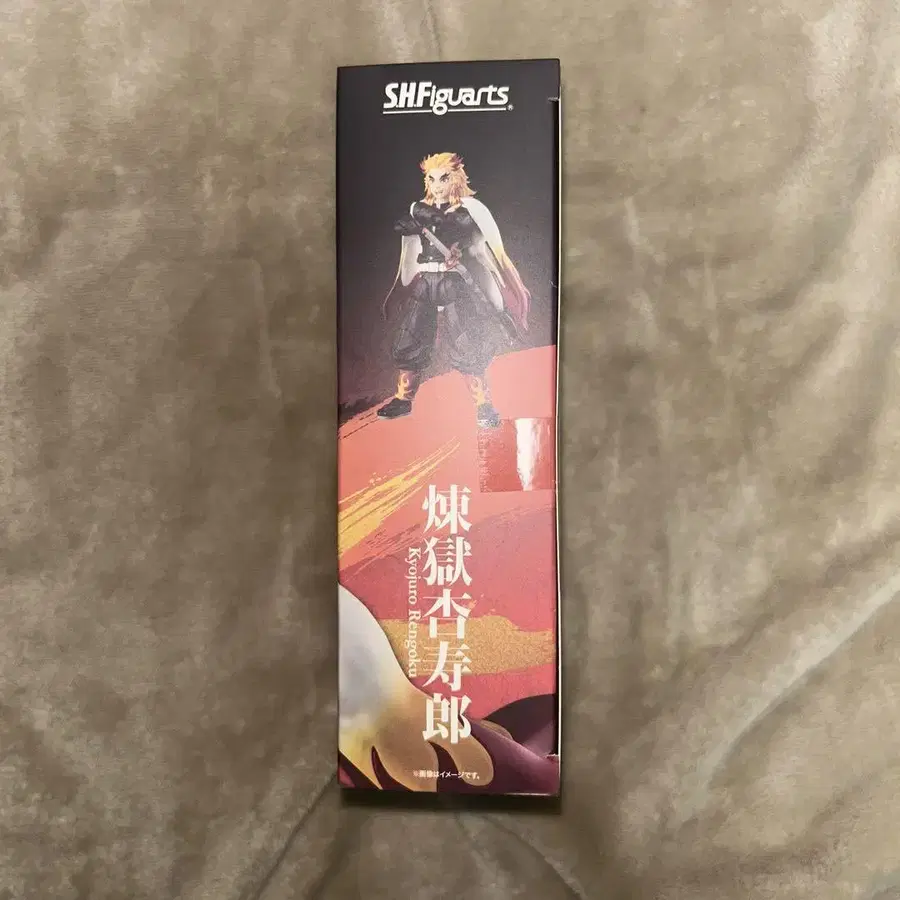 S.H.Figuarts
煉獄杏寿郎
Kyojuro Rengoku
※画像はイメージです。